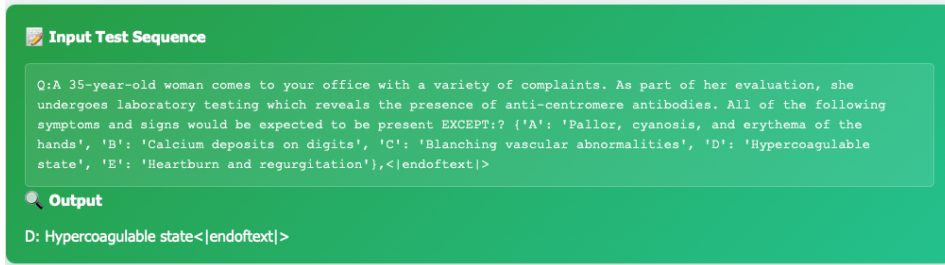 📝 Input Test Sequence
Q:A 35-year-old woman comes to your office with a variety of complaints. As part of her evaluation, she
undergoes laboratory testing which reveals the presence of anti-centromere antibodies. All of the following
symptoms and signs would be expected to be present EXCEPT:? {'A': 'Pallor, cyanosis, and erythema of the
hands', 'B': 'Calcium deposits on digits', 'C': 'Blanching vascular abnormalities', 'D': 'Hypercoagulable
state', 'E': 'Heartburn and regurgitation'},<|endoftext|>
🔍 Output
D: Hypercoagulable state<|endoftext|>